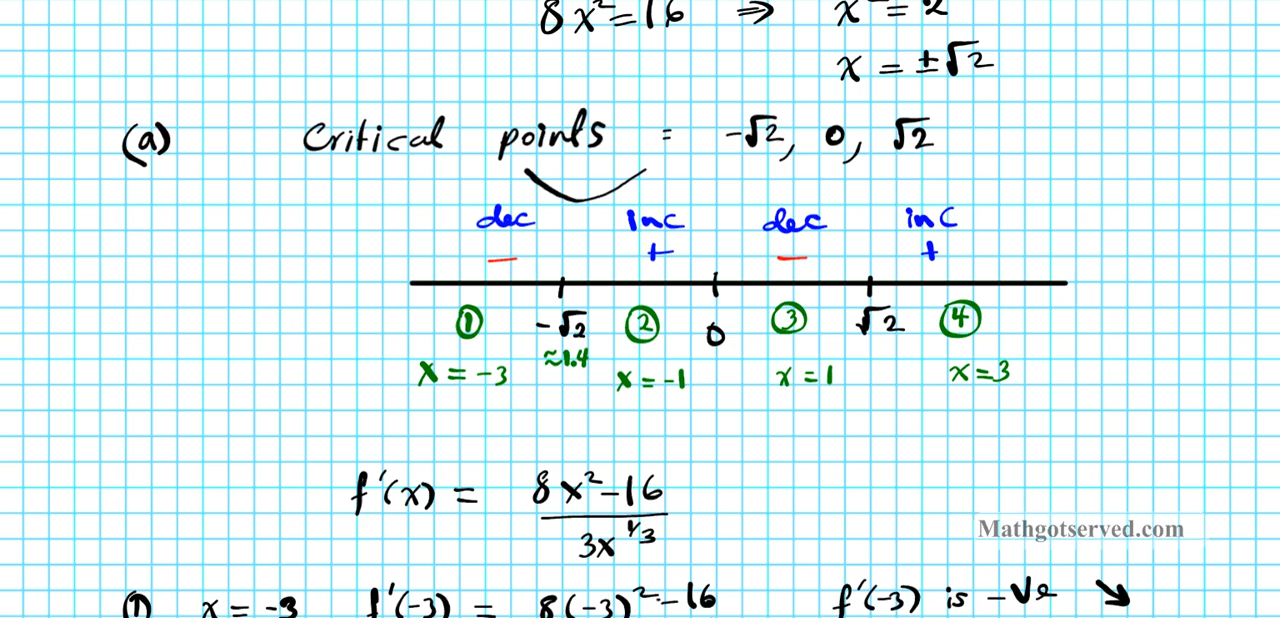 8x²=16 ⇒ x²=2
x = ±√2
(a) Critical points = -√2, 0, √2
dec inc dec inc
− + − +
① -√2 ② 0 ③ √2 ④
≈1.4
x = -3 x = -1 x = 1 x = 3
f'(x) = 8x²-16
3x^1/3
Mathgotserved.com
① x = -3 f'(-3) = 8(-3)²-16 f'(-3) is -ve ↘